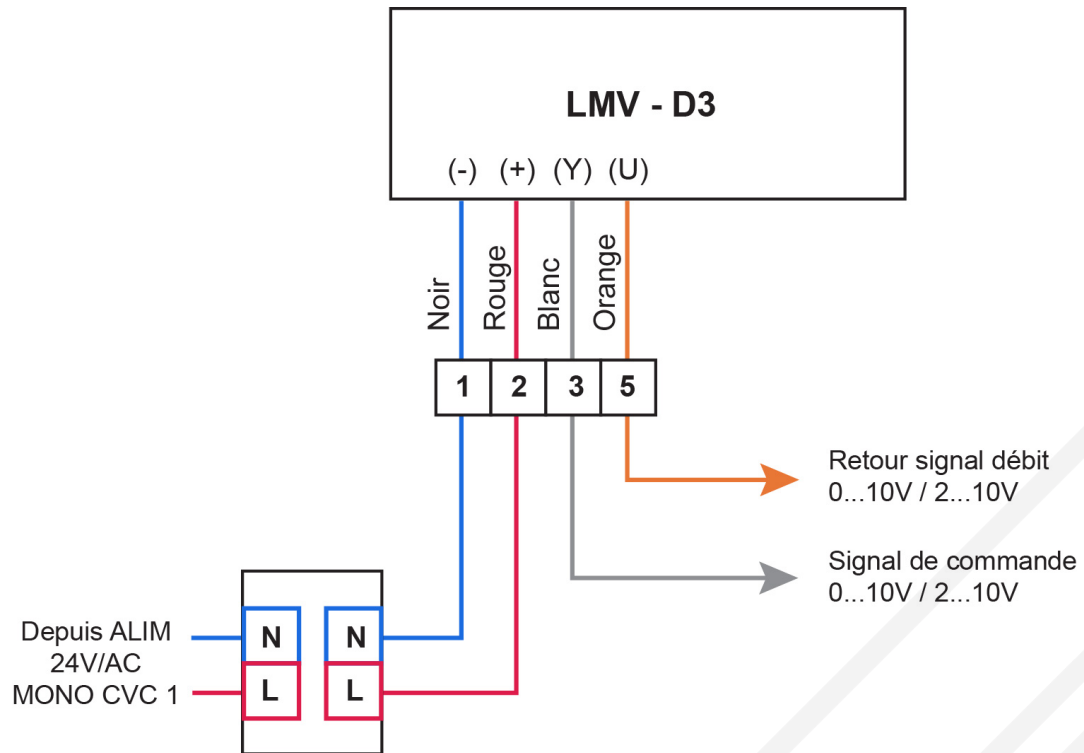 LMV - D3
(-) (+) (Y) (U)
Noir
Rouge
Blanc
Orange
1 2 3 5
Retour signal débit
0...10V / 2...10V
Signal de commande
0...10V / 2...10V
Depuis ALIM
24V/AC
MONO CVC 1
N N
L L